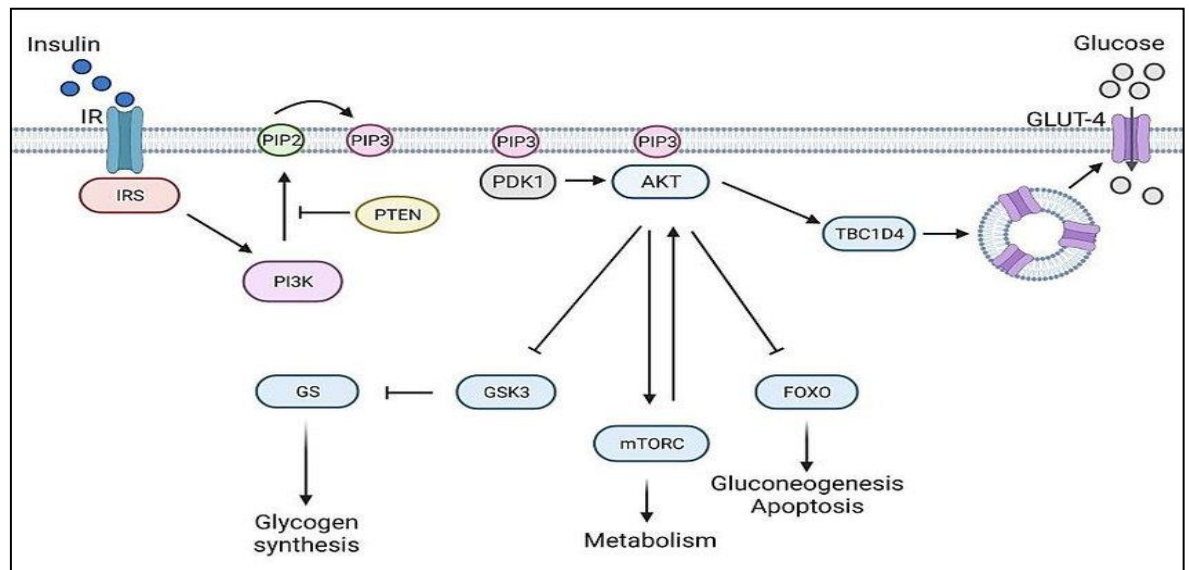 Insulin
Glucose
IR
GLUT-4
PIP2
PIP3
PIP3
PIP3
IRS
PDK1
AKT
PTEN
TBC1D4
PI3K
GS
GSK3
FOXO
mTORC
Gluconeogenesis
Apoptosis
Glycogen
synthesis
Metabolism